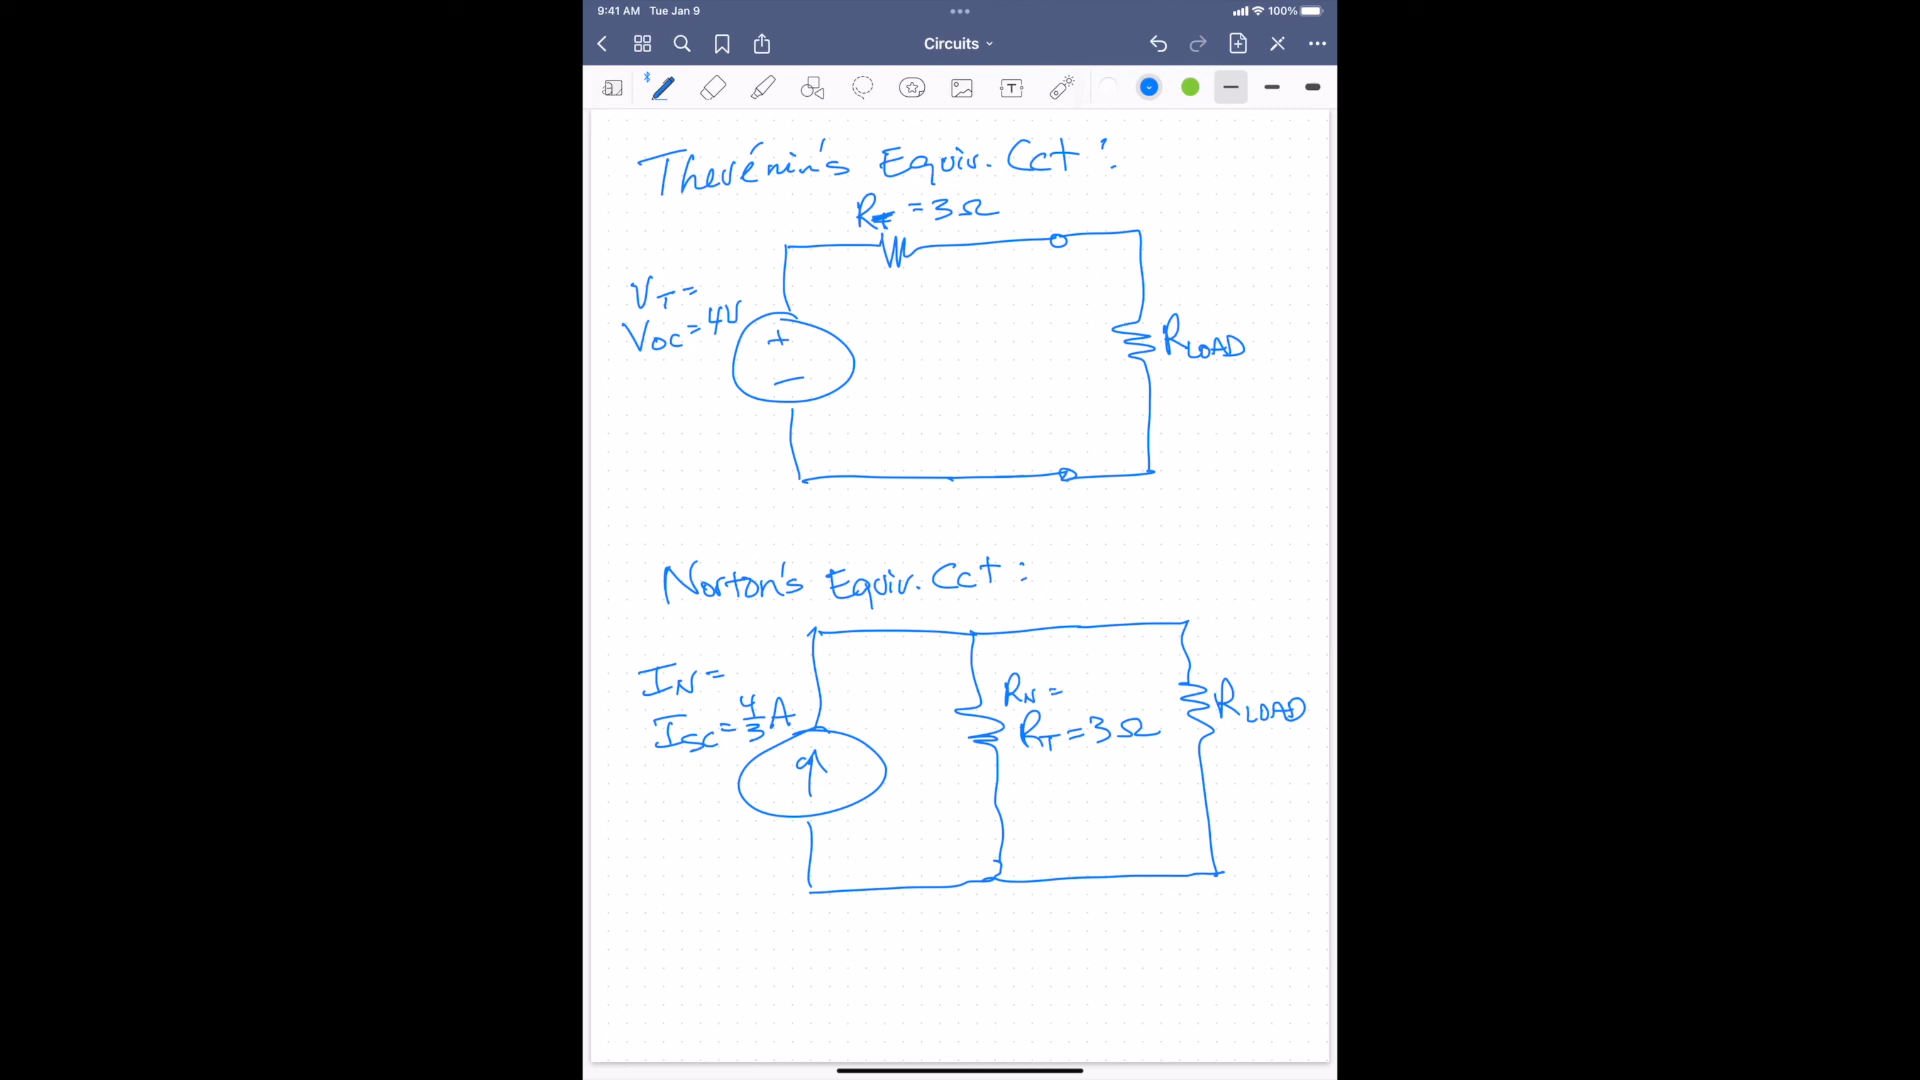 9:41 AM Tue Jan 9
100%
Circuits
T
Thevénin's Equiv. Cct :
RT = 3Ω
VT =
VOC = 4V
+
−
RLOAD
Norton's Equiv. Cct :
IN =
ISC = 4/3 A
RN =
RT = 3Ω
RLOAD